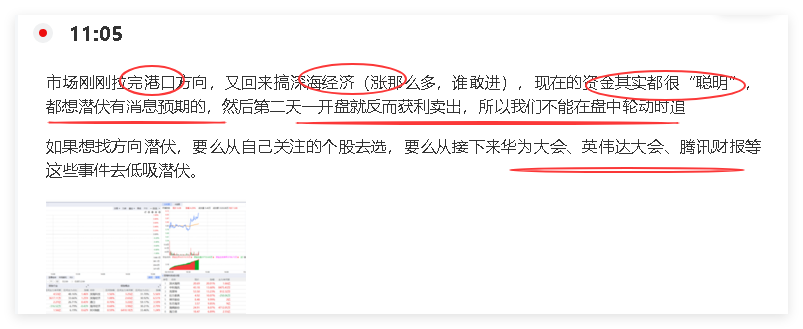 11:05
市场刚刚拉完港口方向，又回来搞深海经济（涨那么多，谁敢进），现在的资金其实都很“聪明”，
都想潜伏有消息预期的，然后第二天一开盘就反而获利卖出，所以我们不能在盘中轮动时追
如果想找方向潜伏，要么从自己关注的个股去选，要么从接下来华为大会、英伟达大会、腾讯财报等
这些事件去低吸潜伏。